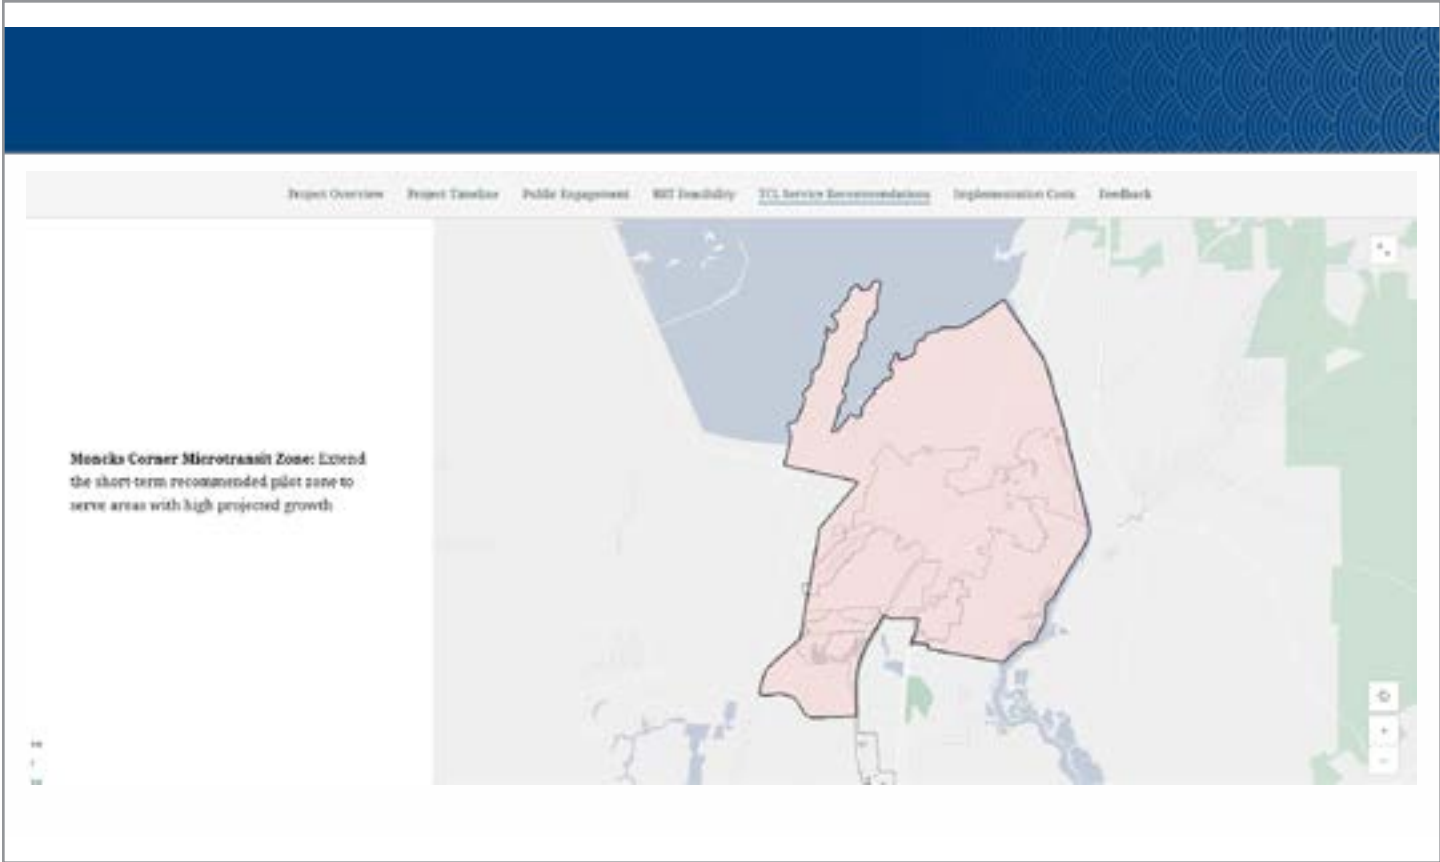 Project Overview Project Timeline Public Engagement BRT Feasibility TCL Service Recommendations Implementation Costs Feedback
Moncks Corner Microtransit Zone: Extend
the short-term recommended pilot zone to
serve areas with high projected growth